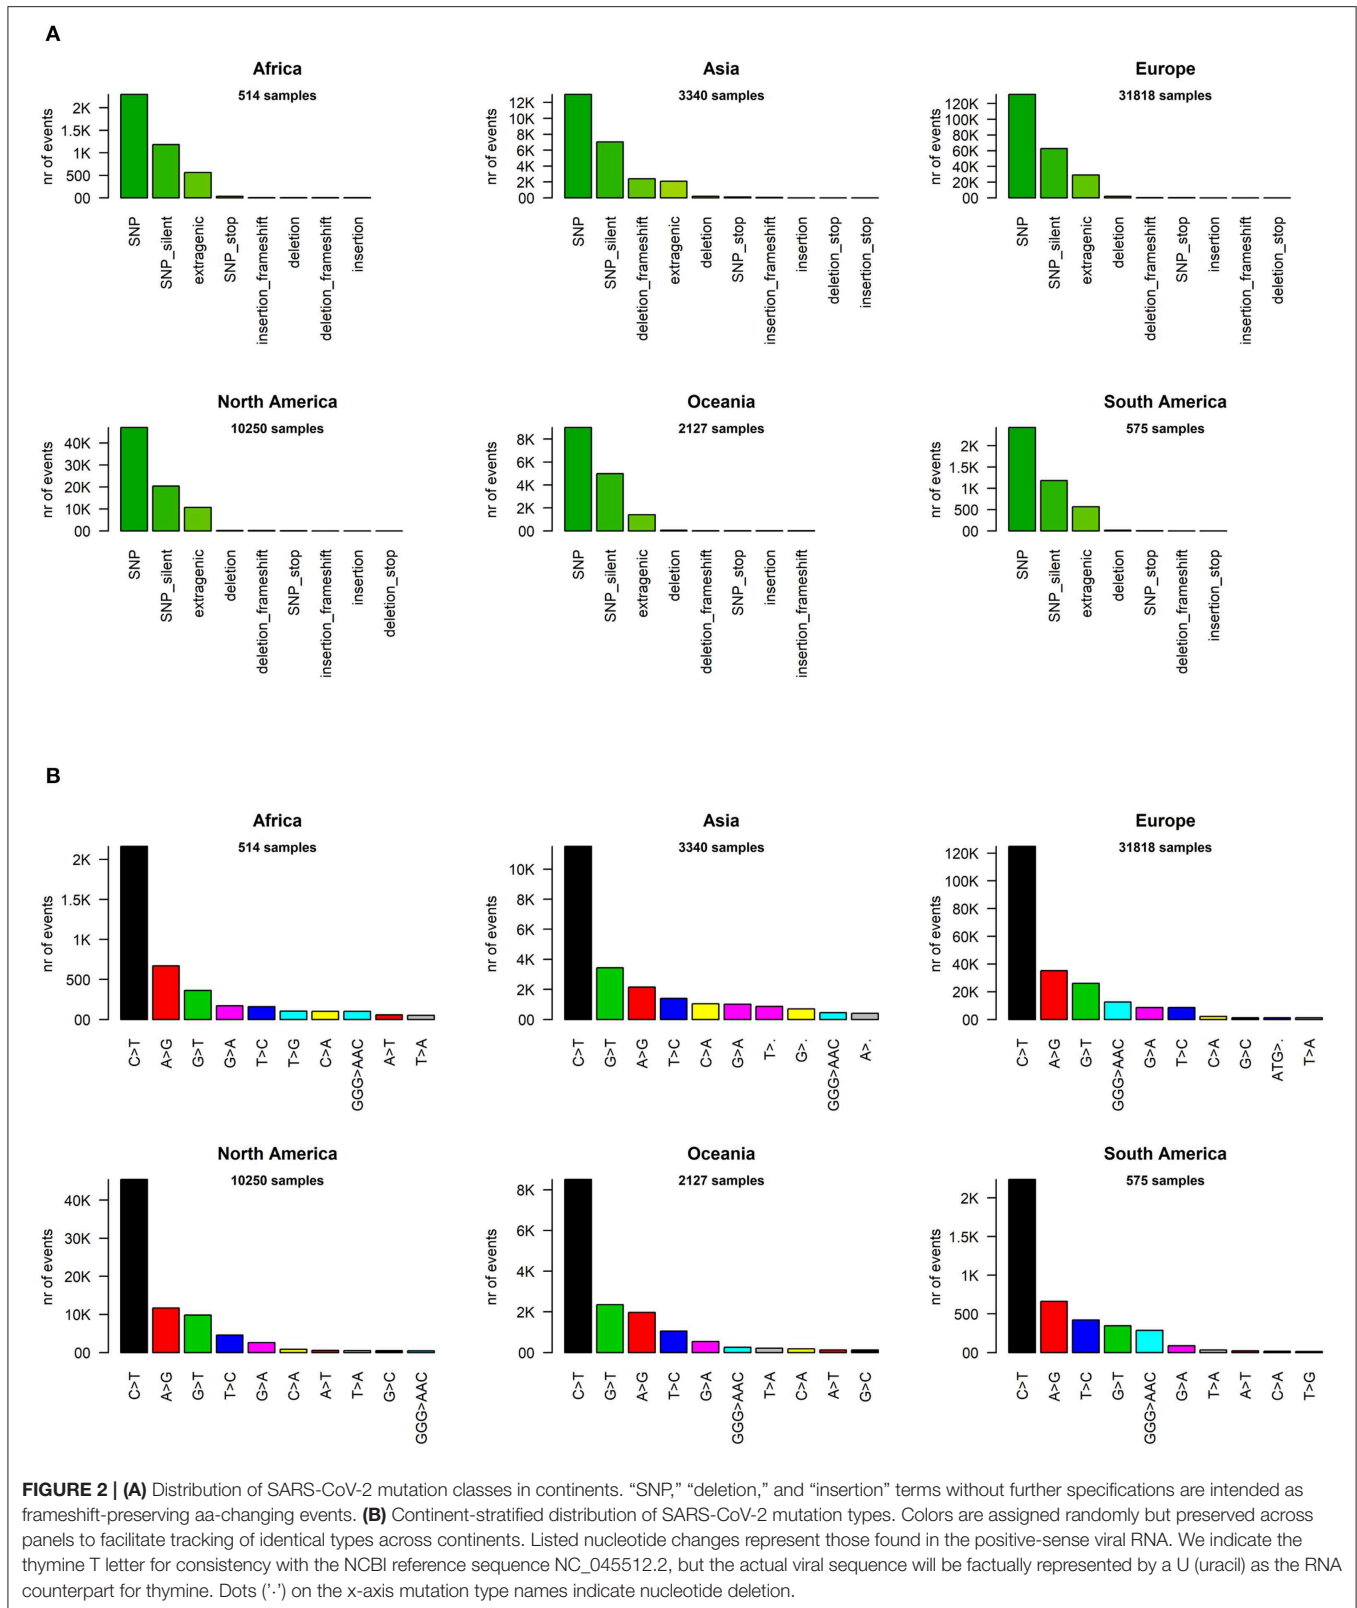 A
Africa
514 samples
nr of events
2K
1.5K
1K
500
00
SNP
SNP_silent
extragenic
SNP_stop
insertion_frameshift
deletion
deletion_frameshift
insertion
Asia
3340 samples
nr of events
12K
10K
8K
6K
4K
2K
00
SNP
SNP_silent
deletion_frameshift
extragenic
deletion
SNP_stop
insertion_frameshift
insertion
deletion_stop
insertion_stop
Europe
31818 samples
nr of events
120K
100K
80K
60K
40K
20K
00
SNP
SNP_silent
extragenic
deletion
deletion_frameshift
SNP_stop
insertion
insertion_frameshift
deletion_stop
North America
10250 samples
nr of events
40K
30K
20K
10K
00
SNP
SNP_silent
extragenic
deletion
deletion_frameshift
SNP_stop
insertion_frameshift
insertion
deletion_stop
Oceania
2127 samples
nr of events
8K
6K
4K
2K
00
SNP
SNP_silent
extragenic
deletion
deletion_frameshift
SNP_stop
insertion
insertion_frameshift
South America
575 samples
nr of events
2K
1.5K
1K
500
00
SNP
SNP_silent
extragenic
deletion
SNP_stop
deletion_frameshift
insertion_stop
B
Africa
514 samples
nr of events
2K
1.5K
1K
500
00
C>T
A>G
G>T
G>A
T>C
T>G
C>A
GGG>AAC
A>T
T>A
Asia
3340 samples
nr of events
10K
8K
6K
4K
2K
00
C>T
G>T
A>G
T>C
C>A
G>A
T>.
G>.
GGG>AAC
A>.
Europe
31818 samples
nr of events
120K
100K
80K
60K
40K
20K
00
C>T
A>G
G>T
GGG>AAC
G>A
T>C
C>A
G>C
ATG>.
T>A
North America
10250 samples
nr of events
40K
30K
20K
10K
00
C>T
A>G
G>T
T>C
G>A
C>A
A>T
T>A
G>C
GGG>AAC
Oceania
2127 samples
nr of events
8K
6K
4K
2K
00
C>T
G>T
A>G
T>C
G>A
GGG>AAC
T>A
C>A
A>T
G>C
South America
575 samples
nr of events
2K
1.5K
1K
500
00
C>T
A>G
T>C
G>T
GGG>AAC
G>A
T>A
A>T
C>A
T>G
FIGURE 2 | (A) Distribution of SARS-CoV-2 mutation classes in continents. “SNP,” “deletion,” and “insertion” terms without further specifications are intended as
frameshift-preserving aa-changing events. (B) Continent-stratified distribution of SARS-CoV-2 mutation types. Colors are assigned randomly but preserved across
panels to facilitate tracking of identical types across continents. Listed nucleotide changes represent those found in the positive-sense viral RNA. We indicate the
thymine T letter for consistency with the NCBI reference sequence NC_045512.2, but the actual viral sequence will be factually represented by a U (uracil) as the RNA
counterpart for thymine. Dots ('·') on the x-axis mutation type names indicate nucleotide deletion.